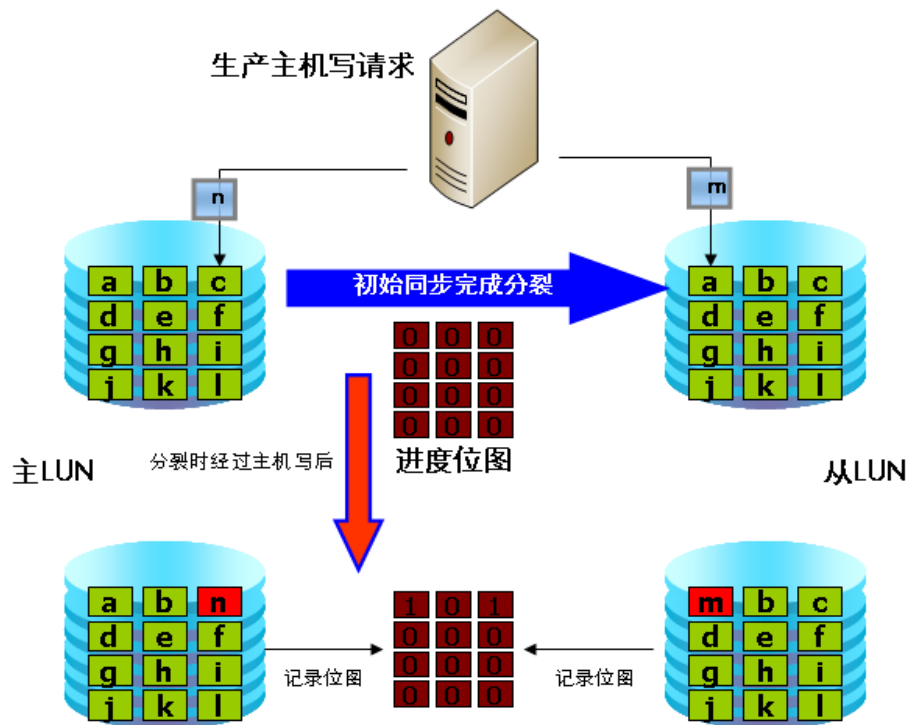 生产主机写请求
n
m
a b c
d e f
g h i
j k l
初始同步完成分裂
a b c
d e f
g h i
j k l
0 0 0
0 0 0
0 0 0
0 0 0
进度位图
分裂时经过主机写后
主LUN
从LUN
a b n
d e f
g h i
j k l
记录位图
1 0 1
0 0 0
0 0 0
0 0 0
记录位图
m b c
d e f
g h i
j k l